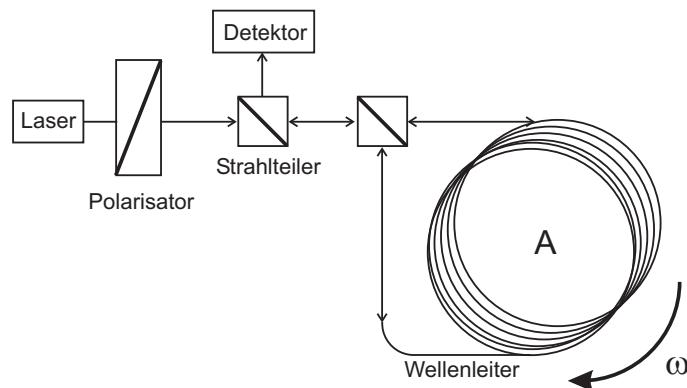 Detektor
Laser
Strahlteiler
Polarisator
A
Wellenleiter
ω